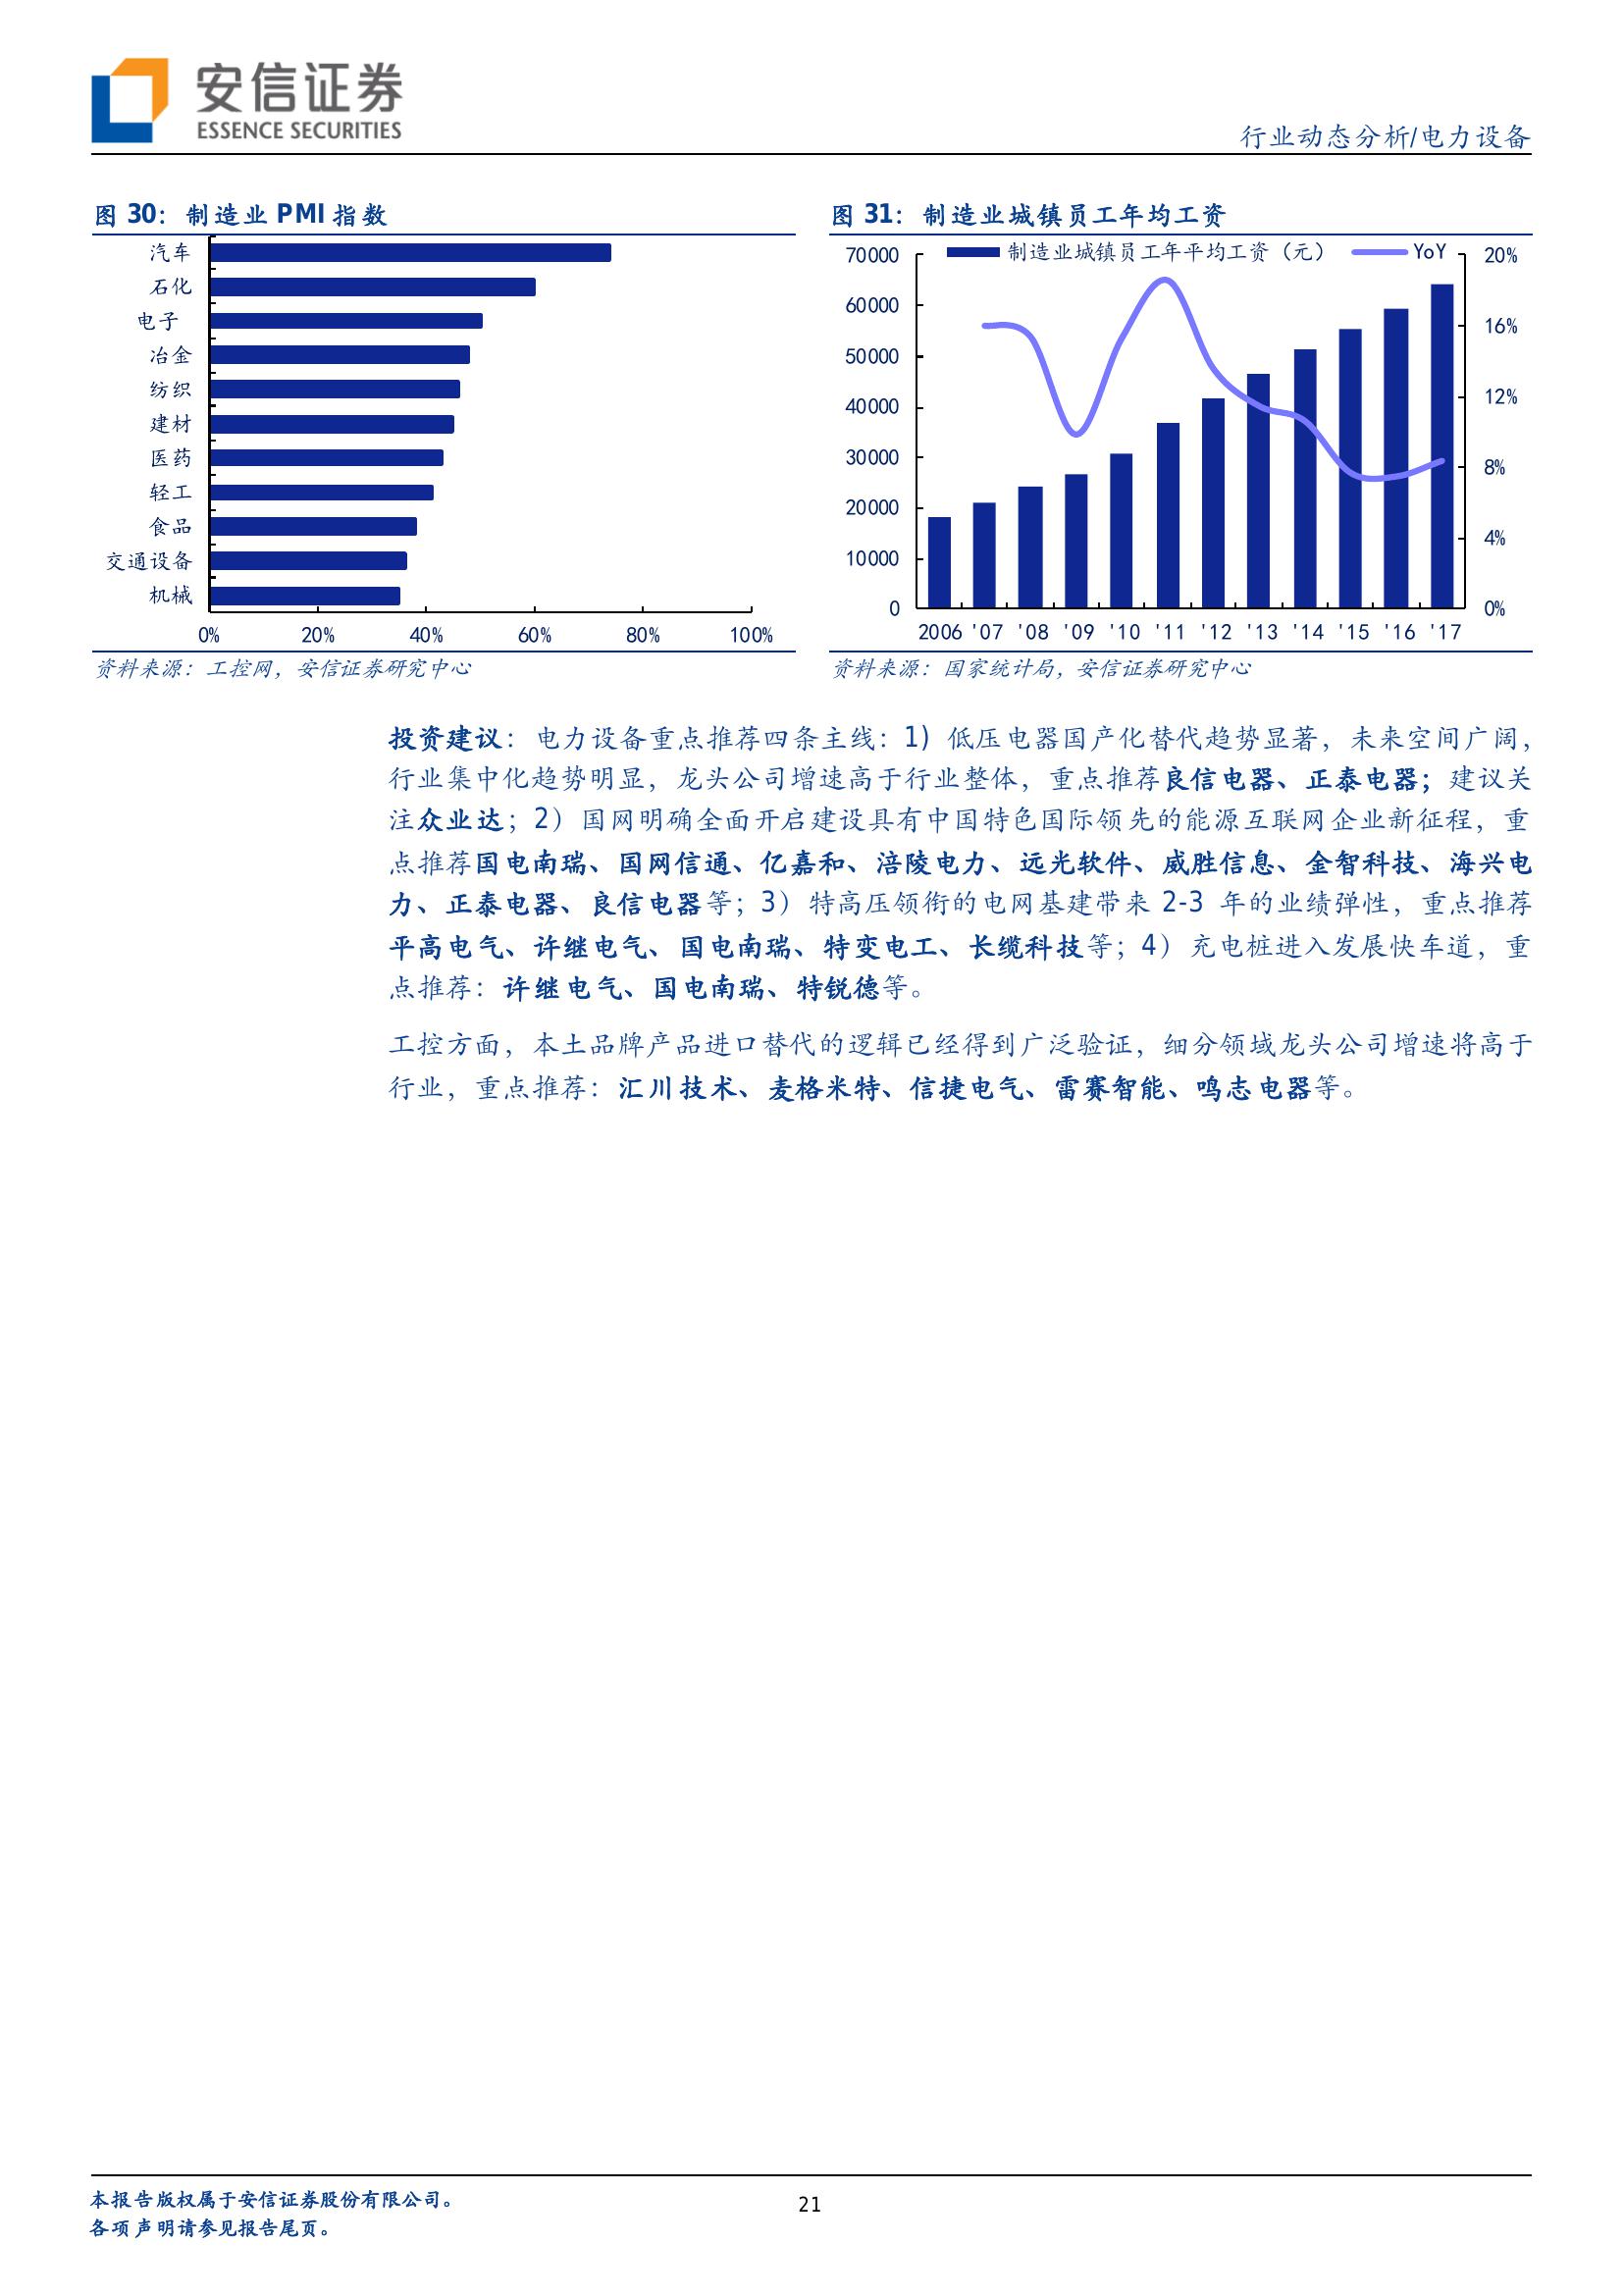 安信证券
ESSENCE SECURITIES
行业动态分析/电力设备
图 30：制造业 PMI 指数
汽车
石化
电子
冶金
纺织
建材
医药
轻工
食品
交通设备
机械
0% 20% 40% 60% 80% 100%
资料来源：工控网，安信证券研究中心
图 31：制造业城镇员工年均工资
制造业城镇员工年平均工资（元） YoY
70000
60000
50000
40000
30000
20000
10000
0
20%
16%
12%
8%
4%
0%
2006 '07 '08 '09 '10 '11 '12 '13 '14 '15 '16 '17
资料来源：国家统计局，安信证券研究中心
投资建议：电力设备重点推荐四条主线：1) 低压电器国产化替代趋势显著，未来空间广阔，
行业集中化趋势明显，龙头公司增速高于行业整体，重点推荐良信电器、正泰电器；建议关
注众业达；2）国网明确全面开启建设具有中国特色国际领先的能源互联网企业新征程，重
点推荐国电南瑞、国网信通、亿嘉和、涪陵电力、远光软件、威胜信息、金智科技、海兴电
力、正泰电器、良信电器等；3）特高压领衔的电网基建带来 2-3 年的业绩弹性，重点推荐
平高电气、许继电气、国电南瑞、特变电工、长缆科技等；4）充电桩进入发展快车道，重
点推荐：许继电气、国电南瑞、特锐德等。
工控方面，本土品牌产品进口替代的逻辑已经得到广泛验证，细分领域龙头公司增速将高于
行业，重点推荐：汇川技术、麦格米特、信捷电气、雷赛智能、鸣志电器等。
本报告版权属于安信证券股份有限公司。
各项声明请参见报告尾页。
21